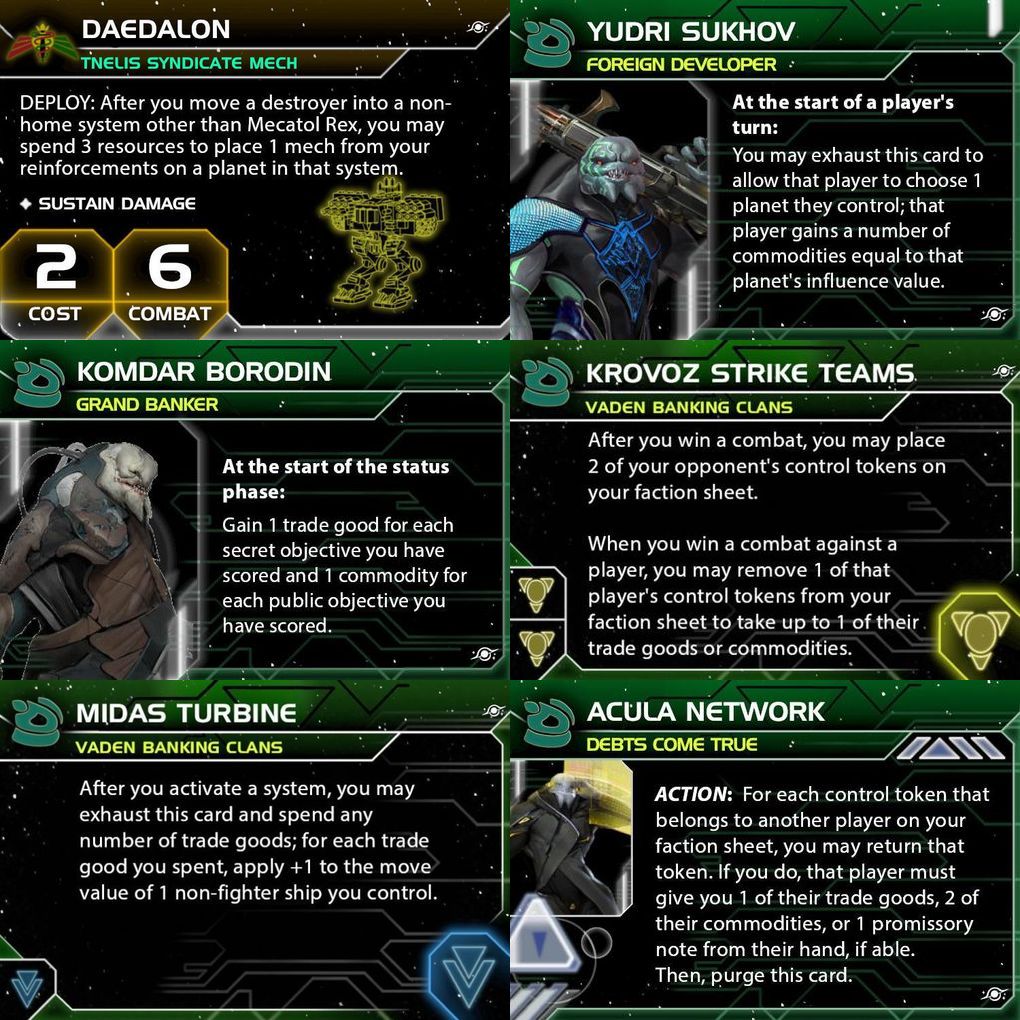 DAEDALON
TNELIS SYNDICATE MECH
DEPLOY: After you move a destroyer into a non-
home system other than Mecatol Rex, you may
spend 3 resources to place 1 mech from your
reinforcements on a planet in that system.
SUSTAIN DAMAGE
2
COST
6
COMBAT
YUDRI SUKHOV
FOREIGN DEVELOPER
At the start of a player's
turn:
You may exhaust this card to
allow that player to choose 1
planet they control; that
player gains a number of
commodities equal to that
planet's influence value.
KOMDAR BORODIN
GRAND BANKER
At the start of the status
phase:
Gain 1 trade good for each
secret objective you have
scored and 1 commodity for
each public objective you
have scored.
KROVOZ STRIKE TEAMS
VADEN BANKING CLANS
After you win a combat, you may place
2 of your opponent's control tokens on
your faction sheet.
When you win a combat against a
player, you may remove 1 of that
player's control tokens from your
faction sheet to take up to 1 of their
trade goods or commodities.
MIDAS TURBINE
VADEN BANKING CLANS
After you activate a system, you may
exhaust this card and spend any
number of trade goods; for each trade
good you spent, apply +1 to the move
value of 1 non-fighter ship you control.
ACULA NETWORK
DEBTS COME TRUE
ACTION: For each control token that
belongs to another player on your
faction sheet, you may return that
token. If you do, that player must
give you 1 of their trade goods, 2 of
their commodities, or 1 promissory
note from their hand, if able.
Then, purge this card.